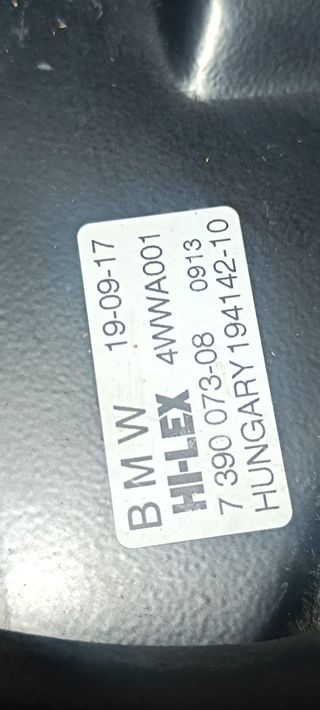 BMW 19-09-17
HI-LEX 4WWA001
7 390 073-08 0913
HUNGARY 194142-10